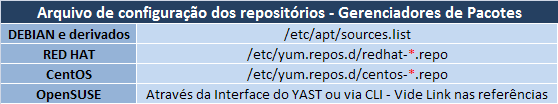 Arquivo de configuração dos repositórios - Gerenciadores de Pacotes
DEBIAN e derivados /etc/apt/sources.list
RED HAT /etc/yum.repos.d/redhat-*.repo
CentOS /etc/yum.repos.d/centos-*.repo
OpenSUSE Através da Interface do YAST ou via CLI - Vide Link nas referências